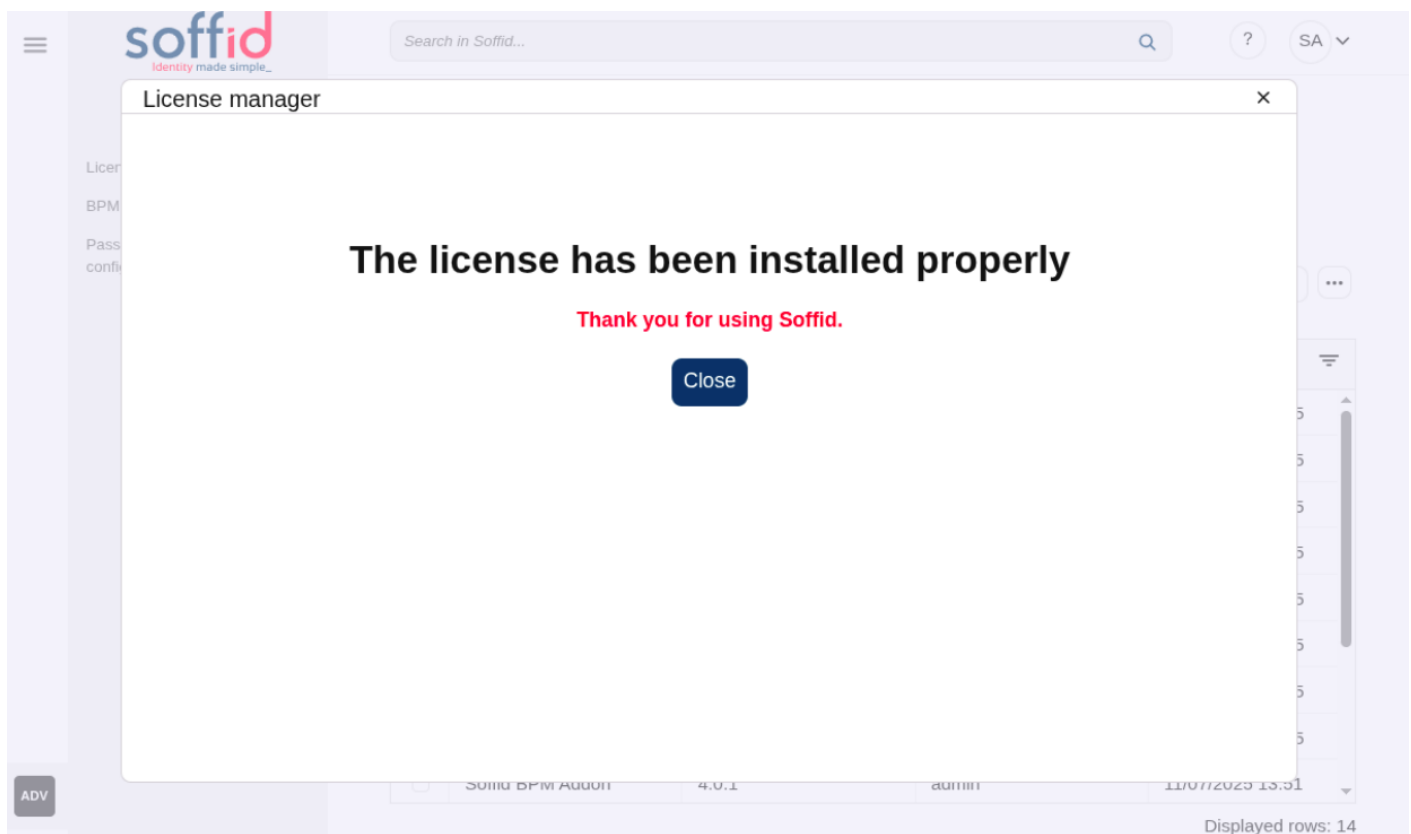 soffid
Identity made simple_
Search in Soffid...
?
SA
License manager
×
BPM
The license has been installed properly
Thank you for using Soffid.
Close
Soffid BPM Addon 4.0.1 admin 11/07/2025 13:51
ADV
Displayed rows: 14